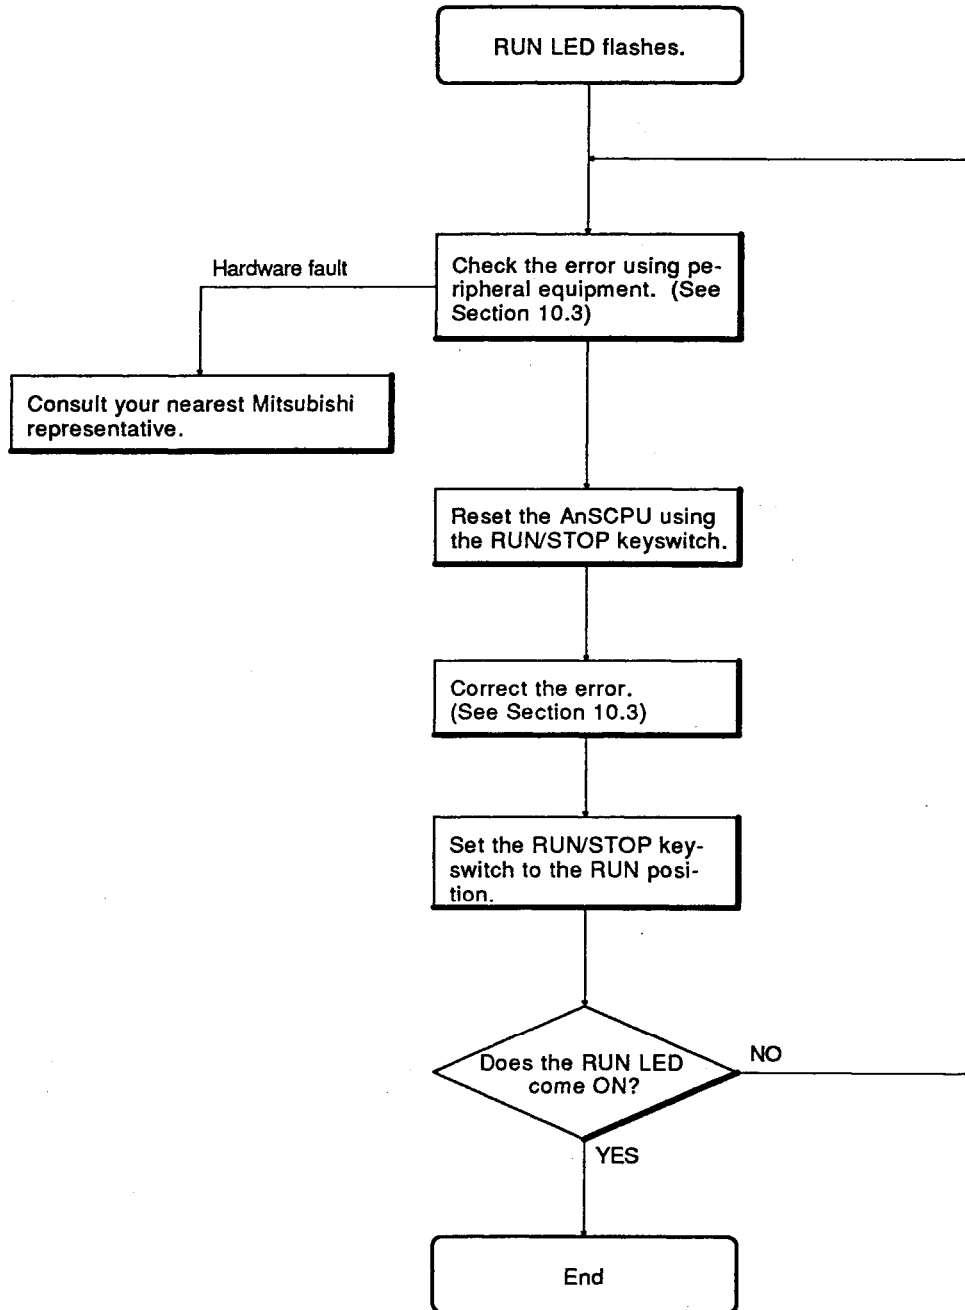 RUN LED flashes.
Hardware fault
Check the error using pe-
ripheral equipment. (See
Section 10.3)
Consult your nearest Mitsubishi
representative.
Reset the AnSCPU using
the RUN/STOP keyswitch.
Correct the error.
(See Section 10.3)
Set the RUN/STOP key-
switch to the RUN posi-
tion.
Does the RUN LED
come ON?
NO
YES
End